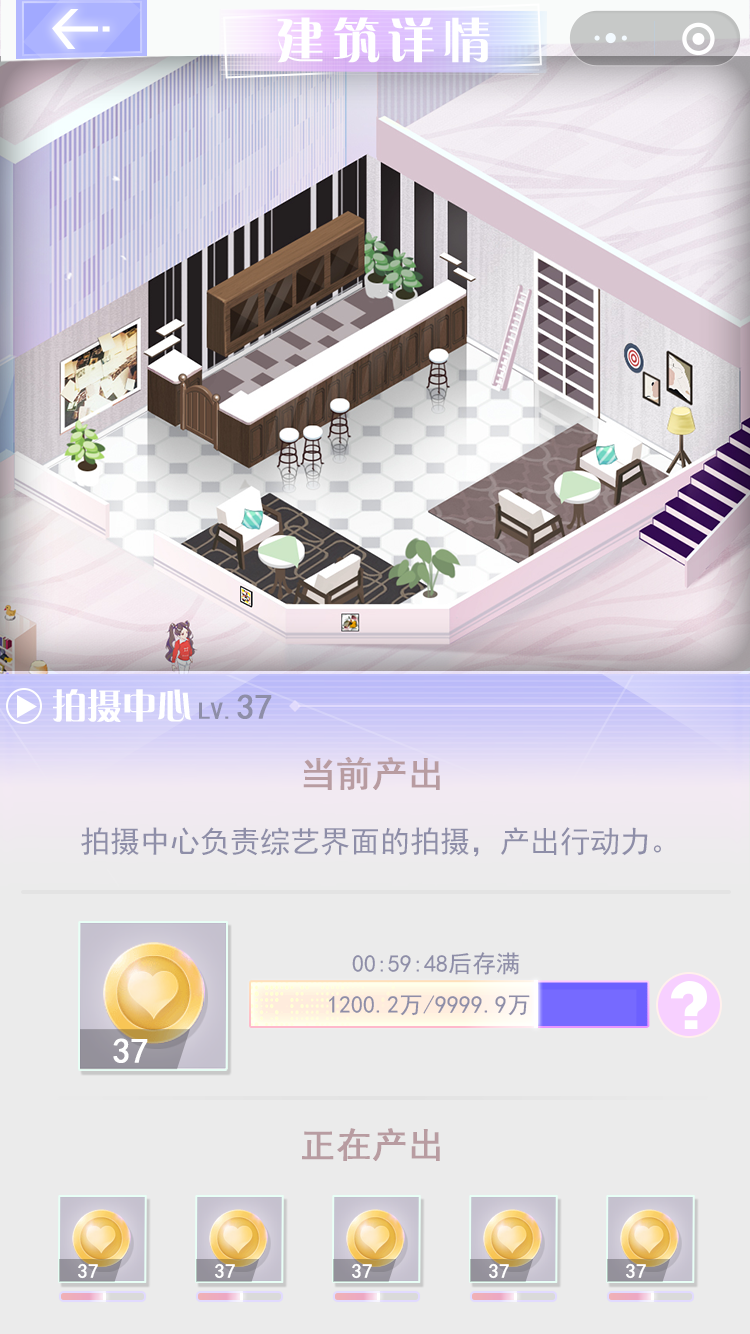 建筑详情
拍摄中心 LV. 37
当前产出
拍摄中心负责综艺界面的拍摄，产出行动力。
00:59:48后存满
1200.2万/9999.9万
?
37
正在产出
37 37 37 37 37